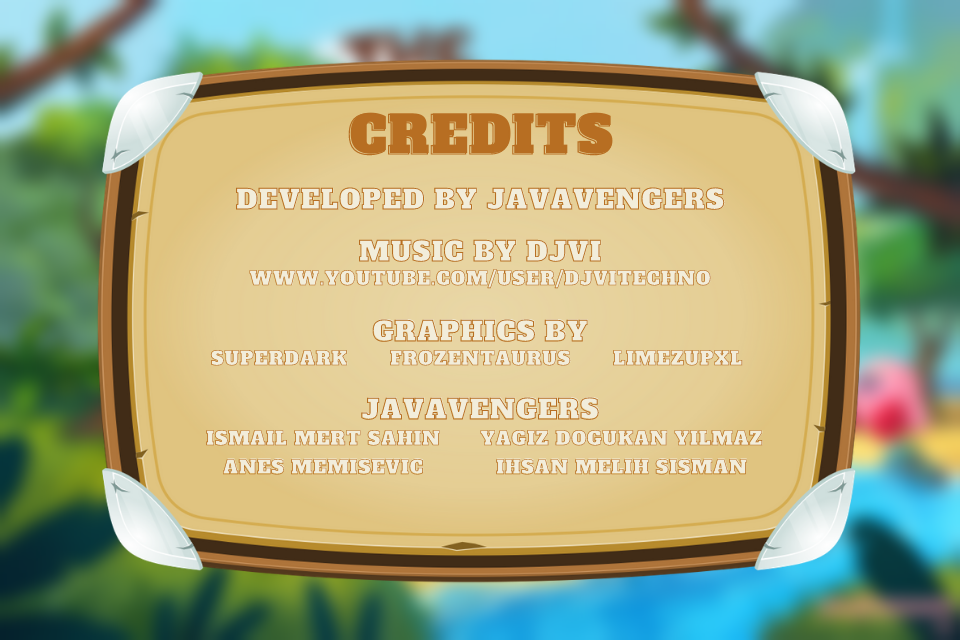 CREDITS
DEVELOPED BY JAVAVENGERS
MUSIC BY DJVI
WWW.YOUTUBE.COM/USER/DJVITECHNO
GRAPHICS BY
SUPERDARK FROZENTAURUS LIMEZUPXL
JAVAVENGERS
ISMAIL MERT SAHIN YAGIZ DOGUKAN YILMAZ
ANES MEMISEVIC IHSAN MELIH SISMAN